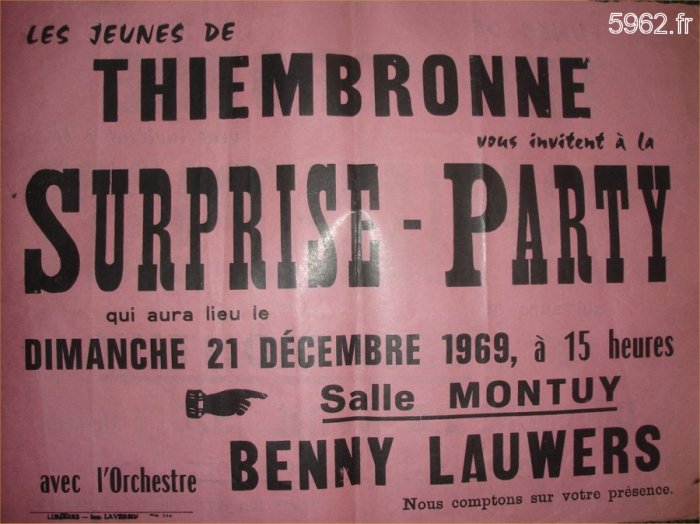 5962.fr
LES JEUNES DE
THIEMBRONNE
vous invitent à la
SURPRISE - PARTY
qui aura lieu le
DIMANCHE 21 DÉCEMBRE 1969, à 15 heures
Salle MONTUY
avec l'Orchestre BENNY LAUWERS
Nous comptons sur votre présence.